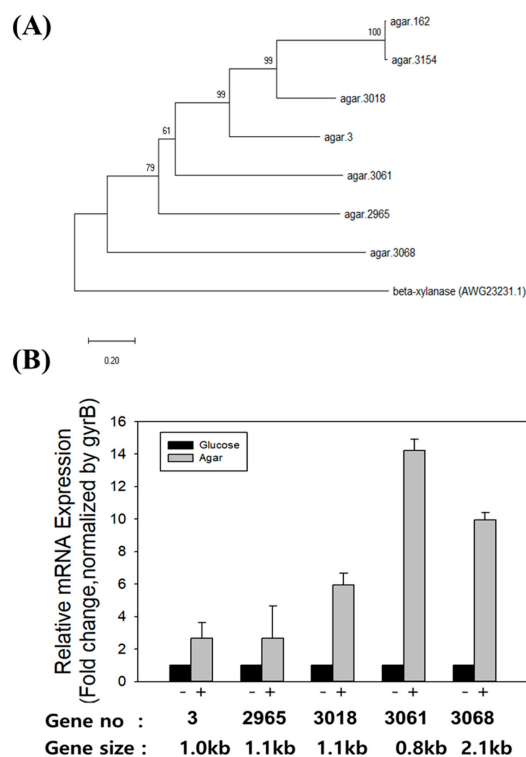 (A)
100
agar.162
agar.3154
99
agar.3018
99
agar.3
61
agar.3061
79
agar.2965
agar.3068
beta-xylanase (AWG23231.1)
0.20
(B)
Relative mRNA Expression
(Fold change,normalized by gyrB)
16
14
12
10
8
6
4
2
0
Glucose
Agar
- + - + - + - + - +
Gene no : 3 2965 3018 3061 3068
Gene size : 1.0kb 1.1kb 1.1kb 0.8kb 2.1kb